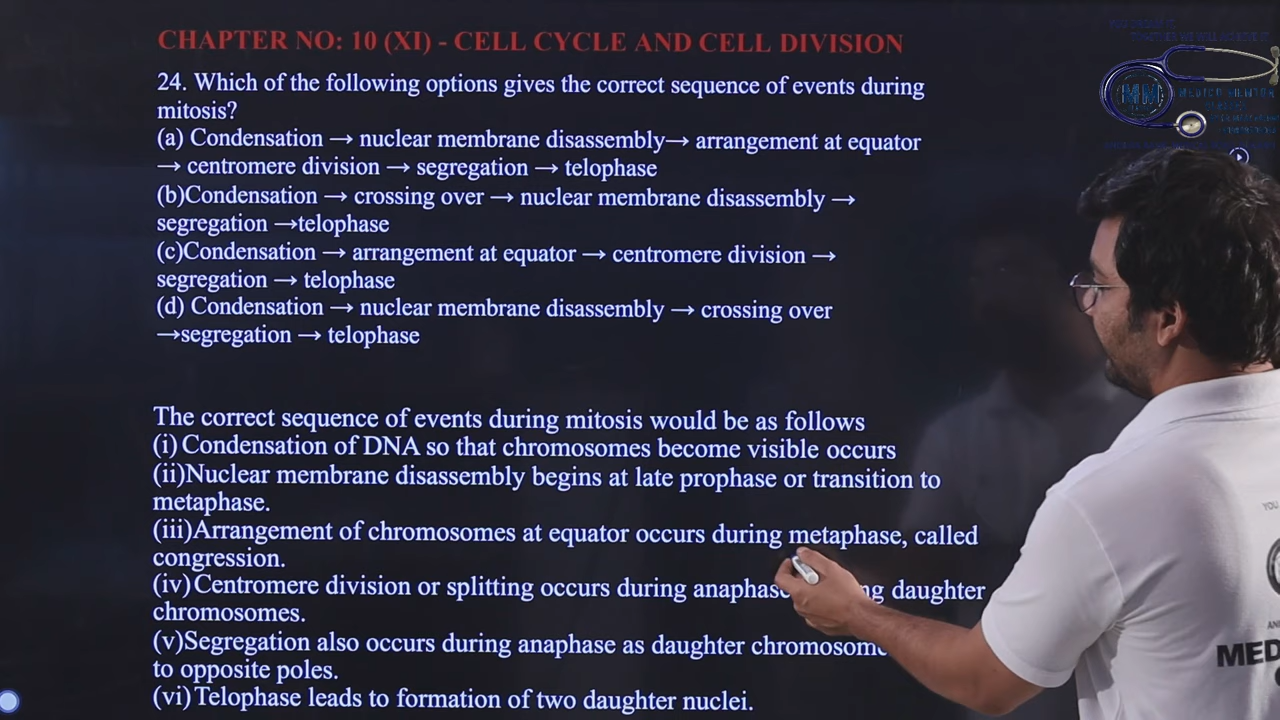 CHAPTER NO: 10 (XI) - CELL CYCLE AND CELL DIVISION
24. Which of the following options gives the correct sequence of events during
mitosis?
(a) Condensation → nuclear membrane disassembly→ arrangement at equator
→ centromere division → segregation → telophase
(b)Condensation → crossing over → nuclear membrane disassembly →
segregation →telophase
(c)Condensation → arrangement at equator → centromere division →
segregation → telophase
(d) Condensation → nuclear membrane disassembly → crossing over
→segregation → telophase
The correct sequence of events during mitosis would be as follows
(i) Condensation of DNA so that chromosomes become visible occurs
(ii)Nuclear membrane disassembly begins at late prophase or transition to
metaphase.
(iii)Arrangement of chromosomes at equator occurs during metaphase, called
congression.
(iv)Centromere division or splitting occurs during anaphase daughter
chromosomes.
(v)Segregation also occurs during anaphase as daughter
to opposite poles.
(vi)Telophase leads to formation of two daughter nuclei.
MM
YOU
MED